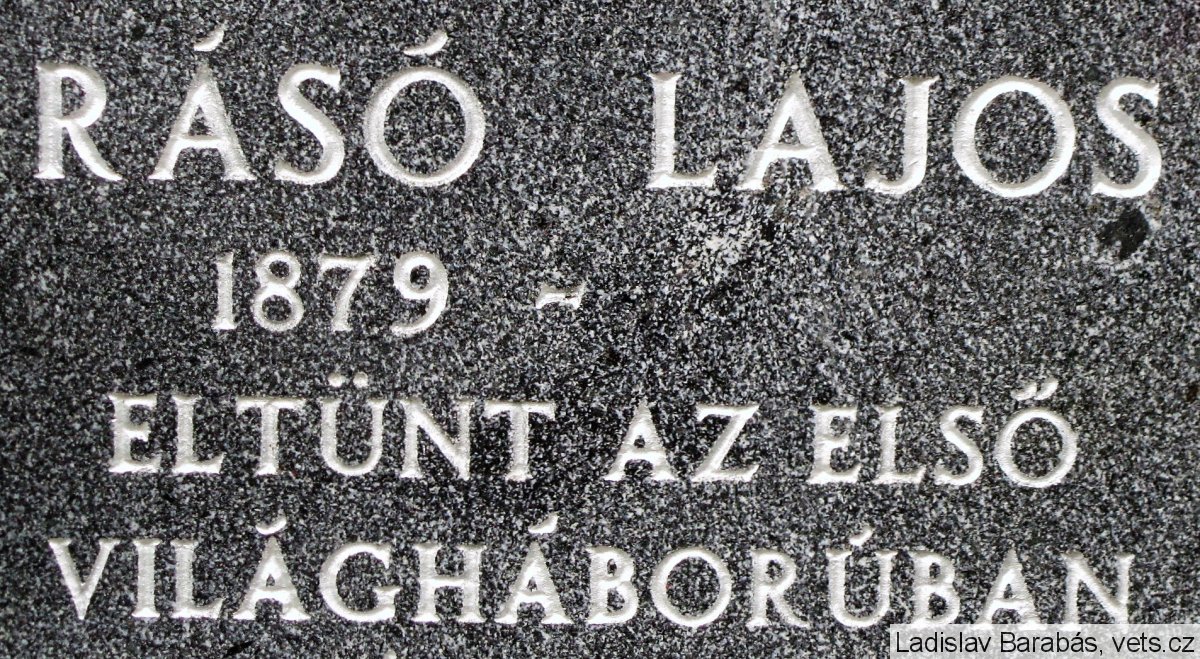 RÁSÓ LAJOS
1879 -
ELTÜNT AZ ELSŐ
VILÁGHÁBORÚBAN
Ladislav Barabás, vets.cz